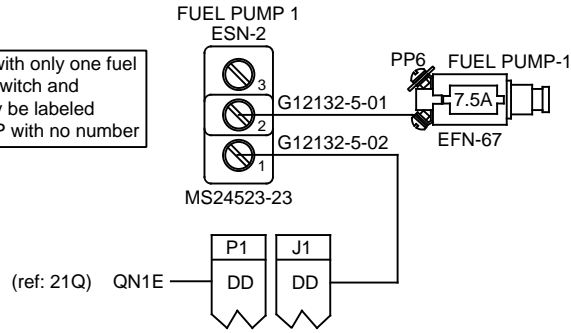 FUEL PUMP 1
ESN-2
with only one fuel
switch and
be labeled
P with no number
3
2
1
G12132-5-01
G12132-5-02
MS24523-23
PP6
FUEL PUMP-1
7.5A
EFN-67
P1
J1
(ref: 21Q)
QN1E
DD
DD